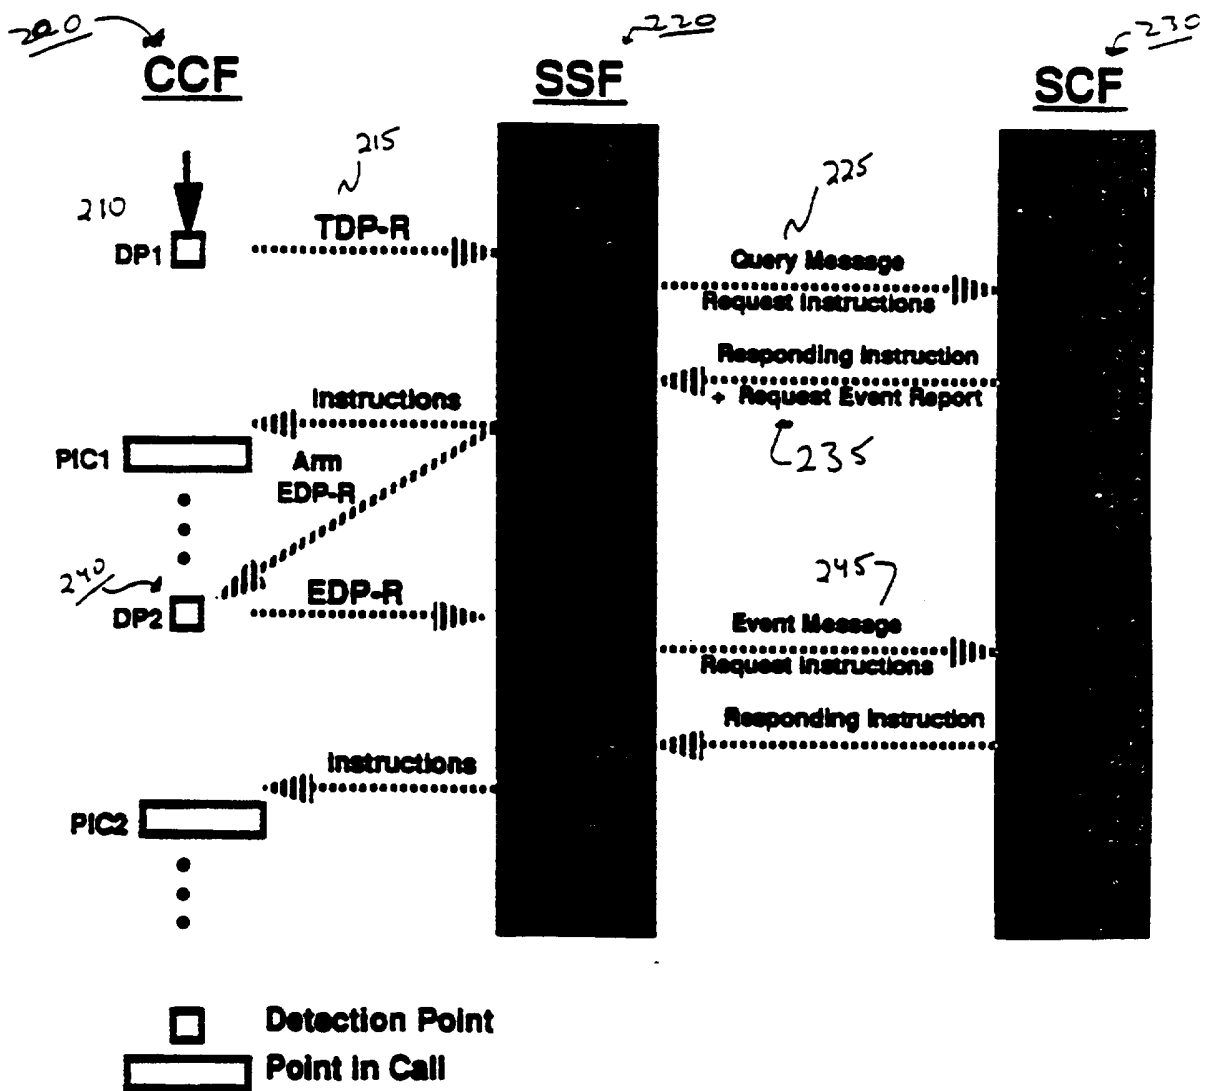 200
220
230
CCF
SSF
SCF
215
225
210
TDP-R
DP1
Query Message
Request Instructions
Responding Instruction
+ Request Event Report
235
Instructions
PIC1
Arm
EDP-R
240
245
DP2
EDP-R
Event Message
Request Instructions
Responding Instruction
Instructions
PIC2
Detection Point
Point in Call